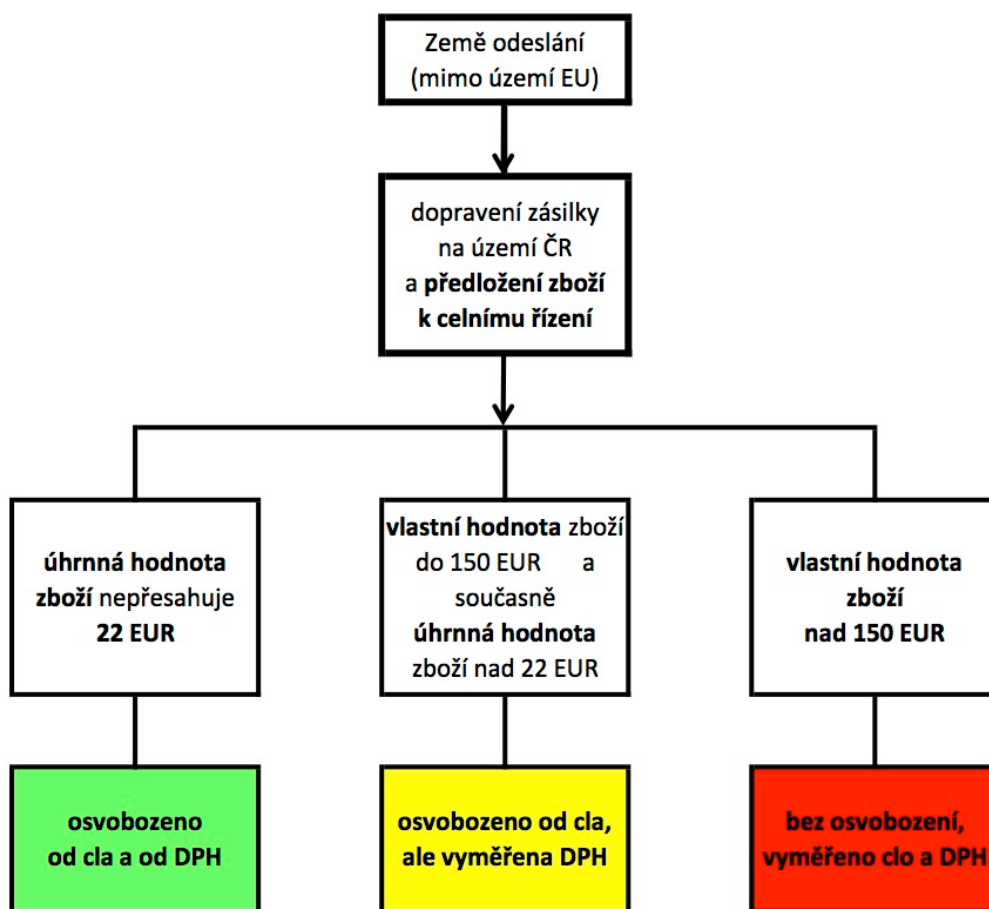 Země odeslání
(mimo území EU)
dopravení zásilky
na území ČR
a předložení zboží
k celnímu řízení
úhrnná hodnota
zboží nepřesahuje
22 EUR
vlastní hodnota zboží
do 150 EUR a
současně
úhrnná hodnota
zboží nad 22 EUR
vlastní hodnota
zboží
nad 150 EUR
osvobozeno
od cla a od DPH
osvobozeno od cla,
ale vyměřena DPH
bez osvobození,
vyměřeno clo a DPH